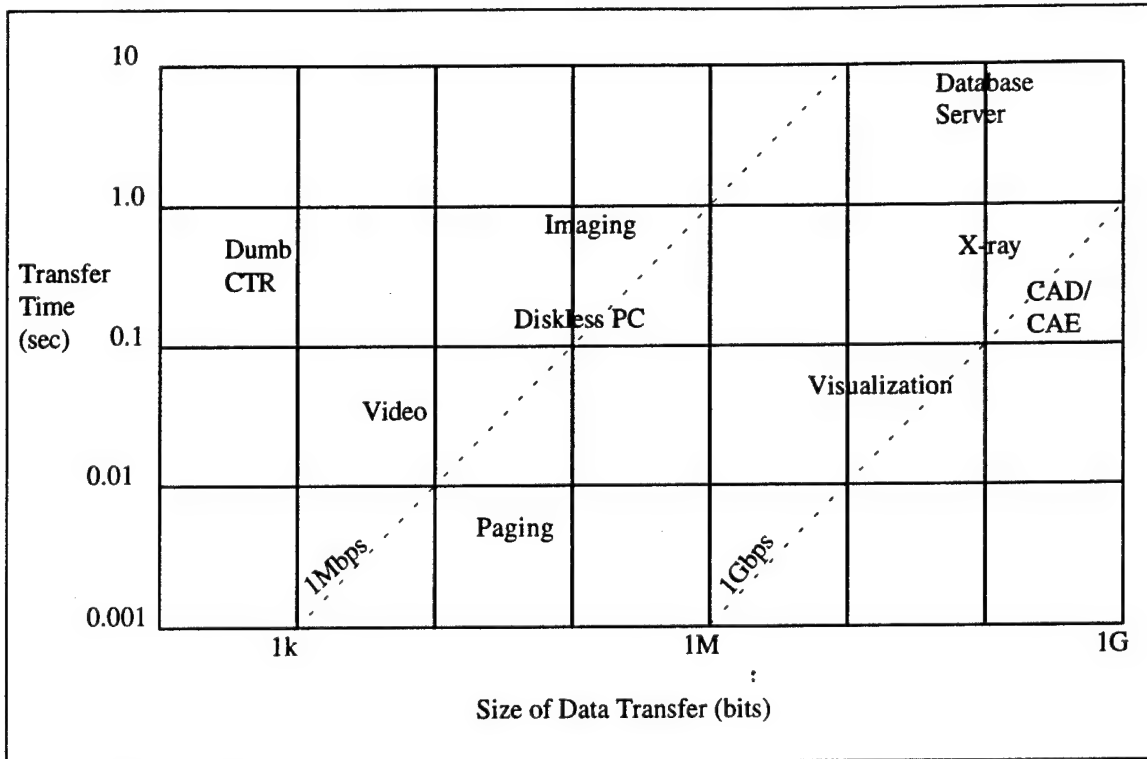 10
Database
Server
1.0
Imaging
Dumb
CTR
X-ray
Transfer
Time
(sec)
CAD/
CAE
Diskless PC
0.1
Visualization
Video
0.01
Paging
1Mbps
1Gbps
0.001
1k
1M
1G
Size of Data Transfer (bits)